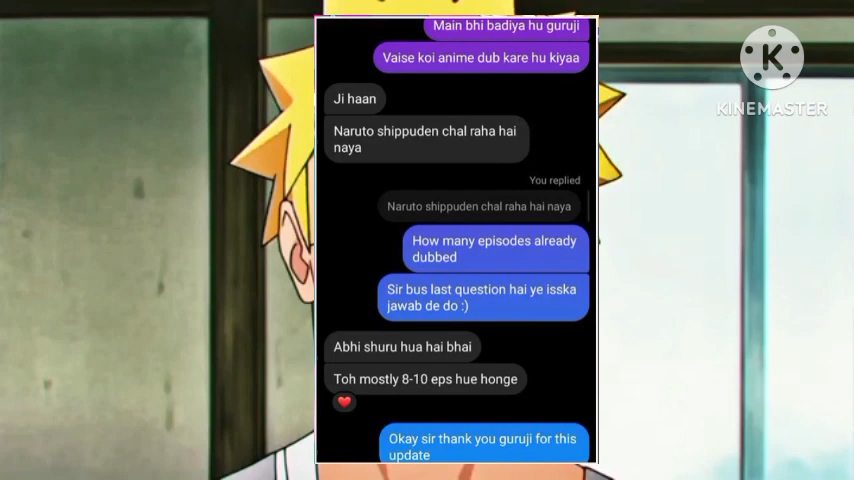 Main bhi badiya hu guruji
Vaise koi anime dub kare hu kiyaa
Ji haan
Naruto shippuden chal raha hai
naya
You replied
Naruto shippuden chal raha hai naya
How many episodes already
dubbed
Sir bus last question hai ye isska
jawab de do :)
Abhi shuru hua hai bhai
Toh mostly 8-10 eps hue honge
Okay sir thank you guruji for this
update
K
KINEMASTER